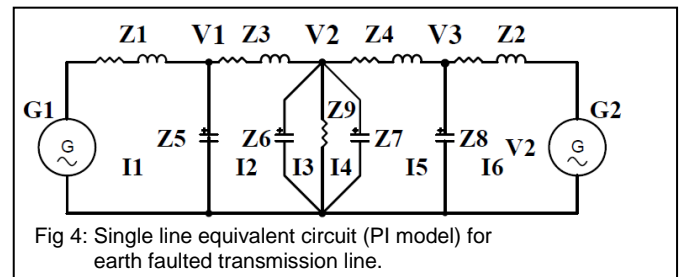 Z1 V1 Z3 V2 Z4 V3 Z2
G1 G2
Z9
Z5 Z6 Z7 Z8 V2
G G
I1 I2 I3 I4 I5 I6
Fig 4: Single line equivalent circuit (PI model) for
earth faulted transmission line.